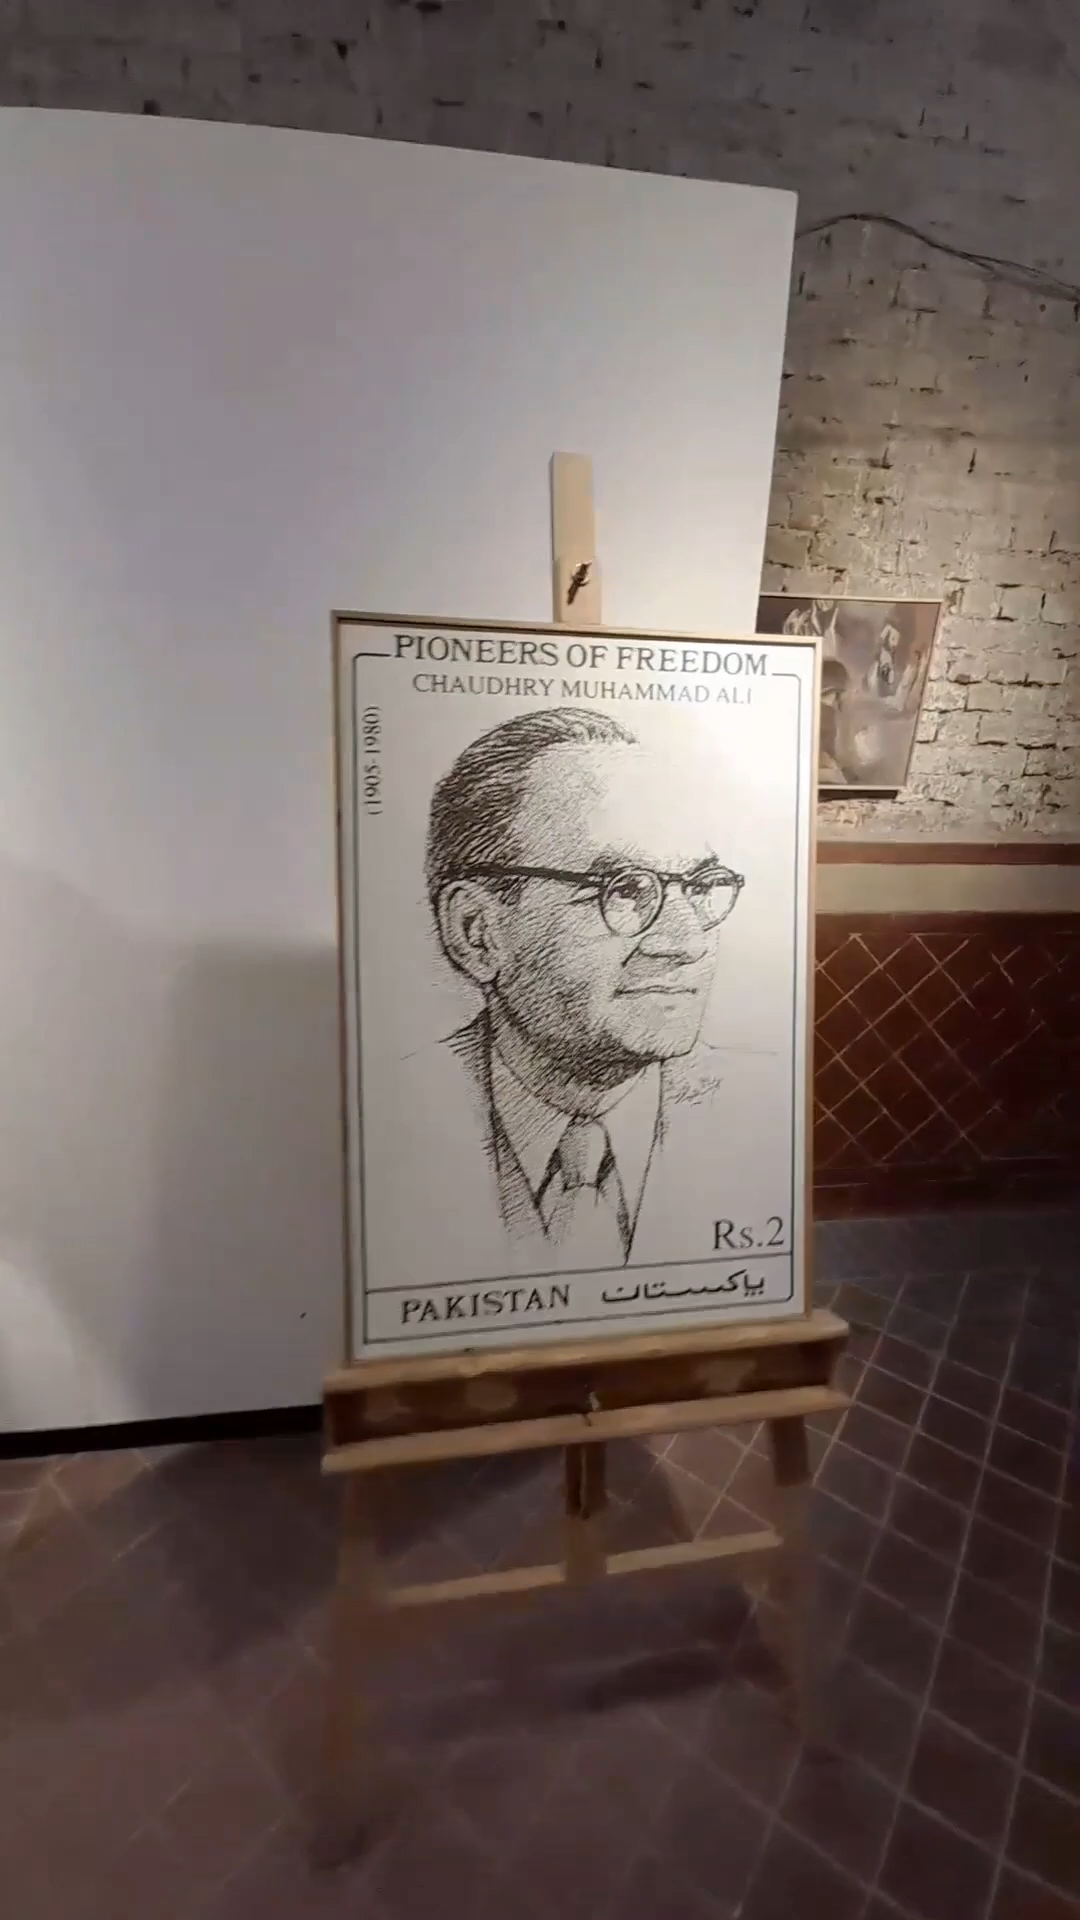 PIONEERS OF FREEDOM
CHAUDHRY MUHAMMAD ALI
(1905-1980)
Rs.2
PAKISTAN پاکستان